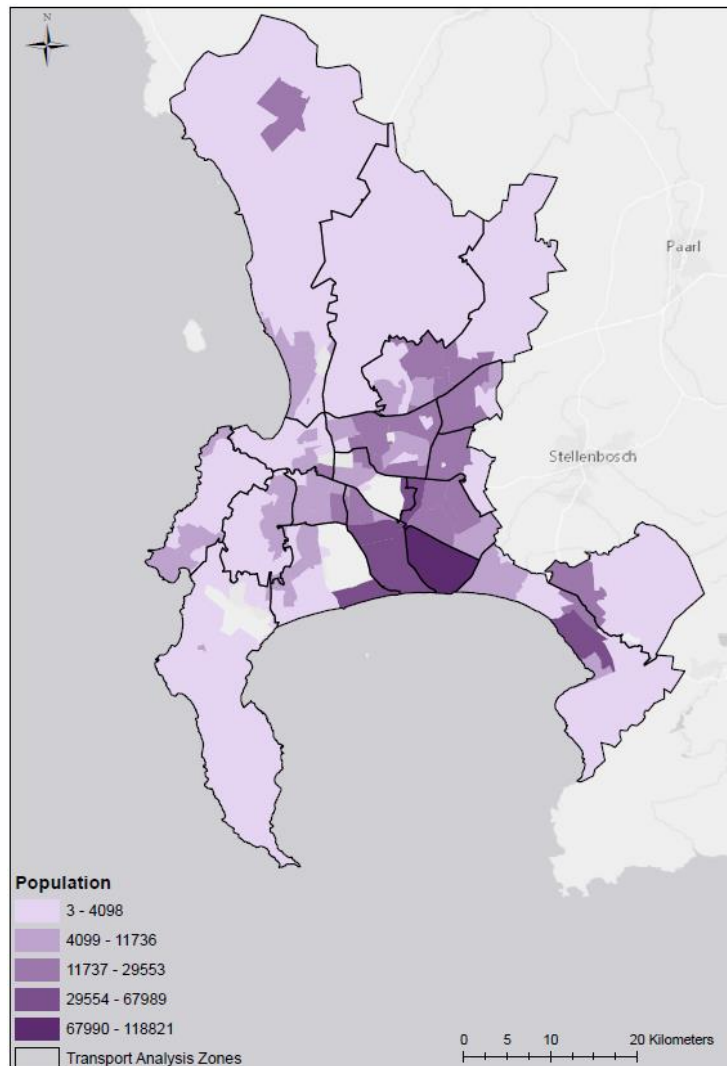 N
Paarl
Stellenbosch
Population
3 - 4098
4099 - 11736
11737 - 29553
29554 - 67989
67990 - 118821
Transport Analysis Zones
0 5 10 20 Kilometers